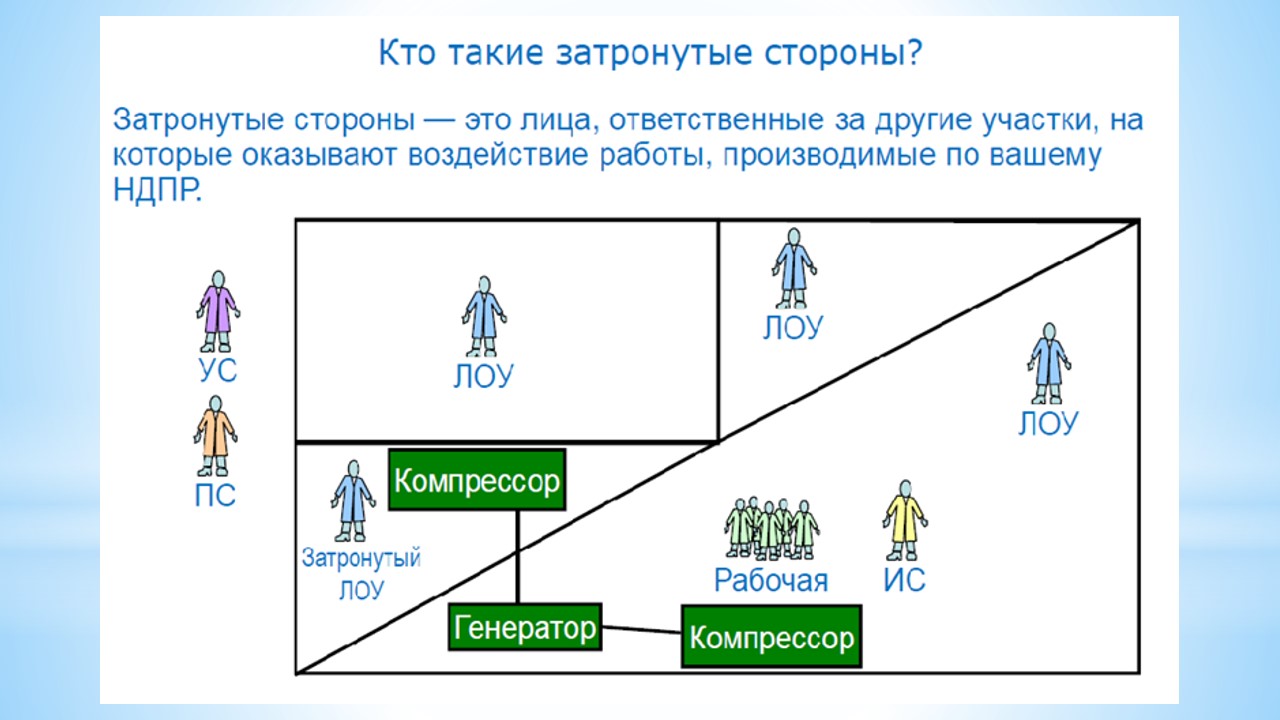 Кто такие затронутые стороны?
Затронутые стороны — это лица, ответственные за другие участки, на
которые оказывают воздействие работы, производимые по вашему
НДПР.
УС
ПС
ЛОУ
ЛОУ
ЛОУ
Компрессор
Затронутый
ЛОУ
Рабочая
ИС
Генератор
Компрессор